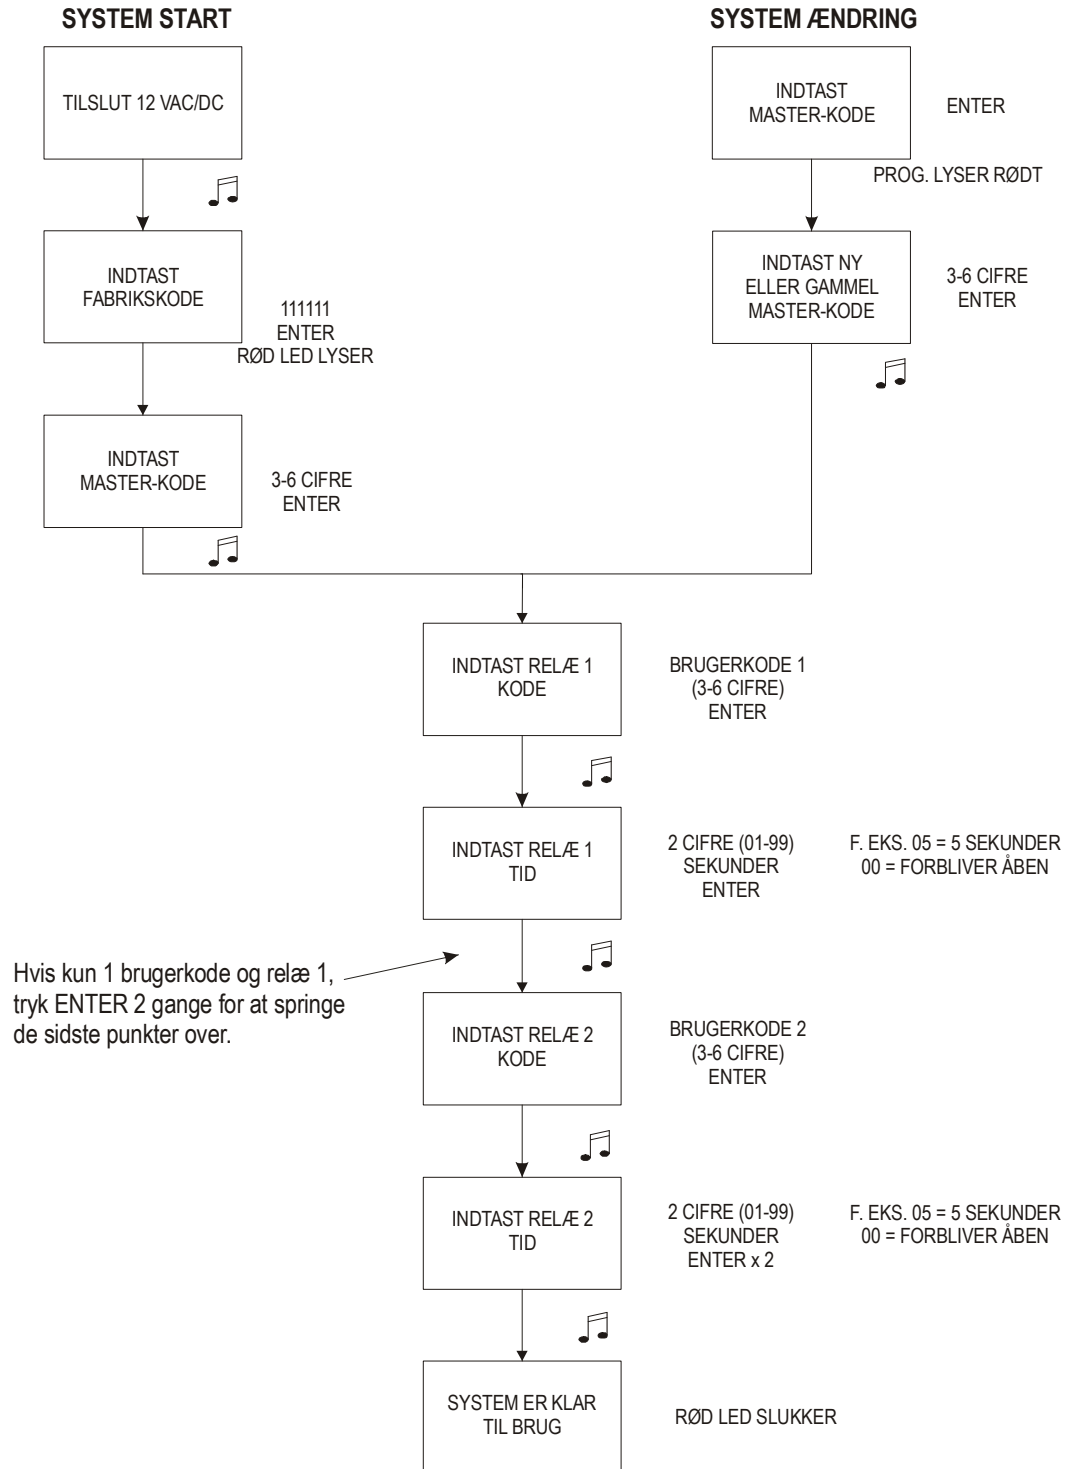 SYSTEM START
TILSLUT 12 VAC/DC
INDTAST
FABRIKSKODE
111111
ENTER
RØD LED LYSER
INDTAST
MASTER-KODE
3-6 CIFRE
ENTER
SYSTEM ÆNDRING
INDTAST
MASTER-KODE
ENTER
PROG. LYSER RØDT
INDTAST NY
ELLER GAMMEL
MASTER-KODE
3-6 CIFRE
ENTER
INDTAST RELÆ 1
KODE
BRUGERKODE 1
(3-6 CIFRE)
ENTER
INDTAST RELÆ 1
TID
2 CIFRE (01-99)
SEKUNDER
ENTER
F. EKS. 05 = 5 SEKUNDER
00 = FORBLIVER ÅBEN
Hvis kun 1 brugerkode og relæ 1,
tryk ENTER 2 gange for at springe
de sidste punkter over.
INDTAST RELÆ 2
KODE
BRUGERKODE 2
(3-6 CIFRE)
ENTER
INDTAST RELÆ 2
TID
2 CIFRE (01-99)
SEKUNDER
ENTER x 2
F. EKS. 05 = 5 SEKUNDER
00 = FORBLIVER ÅBEN
SYSTEM ER KLAR
TIL BRUG
RØD LED SLUKKER